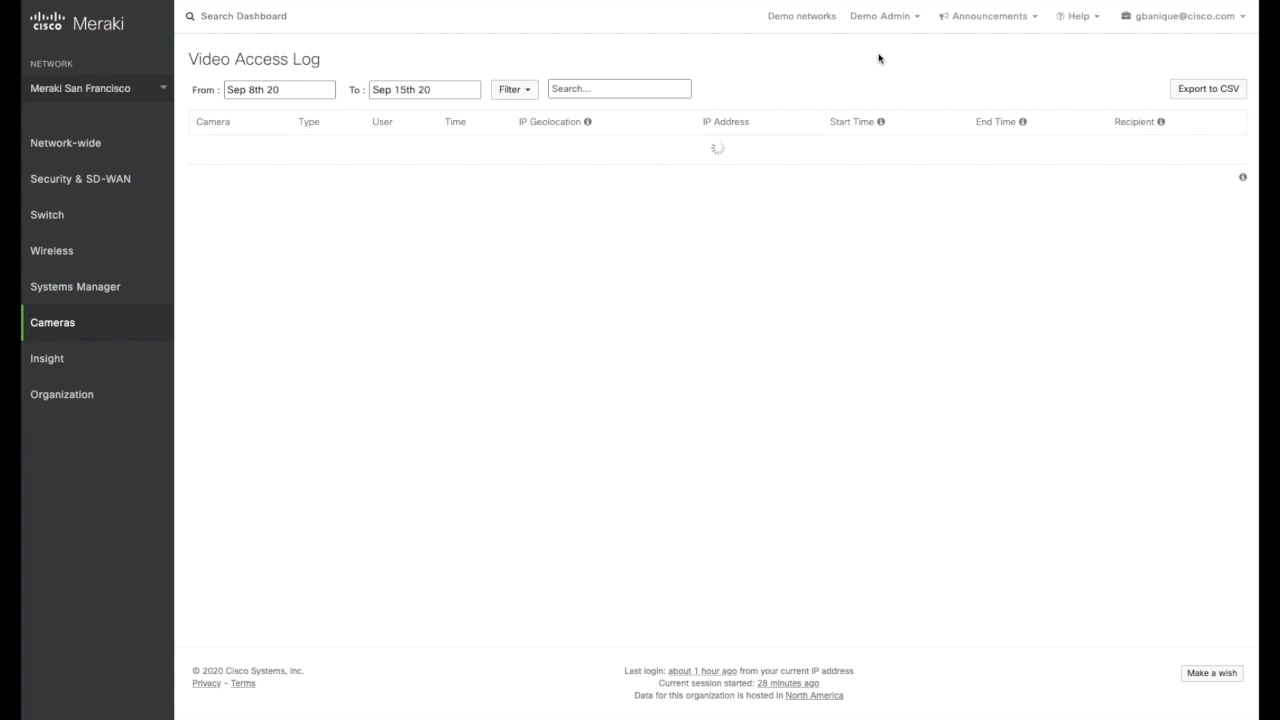 cisco Meraki
NETWORK
Meraki San Francisco
Network-wide
Security & SD-WAN
Switch
Wireless
Systems Manager
Cameras
Insight
Organization
Search Dashboard
Demo networks Demo Admin Announcements Help gbanique@cisco.com
Video Access Log
From : Sep 8th 20 To : Sep 15th 20 Filter Search... Export to CSV
Camera Type User Time IP Geolocation IP Address Start Time End Time Recipient
© 2020 Cisco Systems, Inc.
Privacy - Terms
Last login: about 1 hour ago from your current IP address
Current session started: 28 minutes ago
Data for this organization is hosted in North America
Make a wish